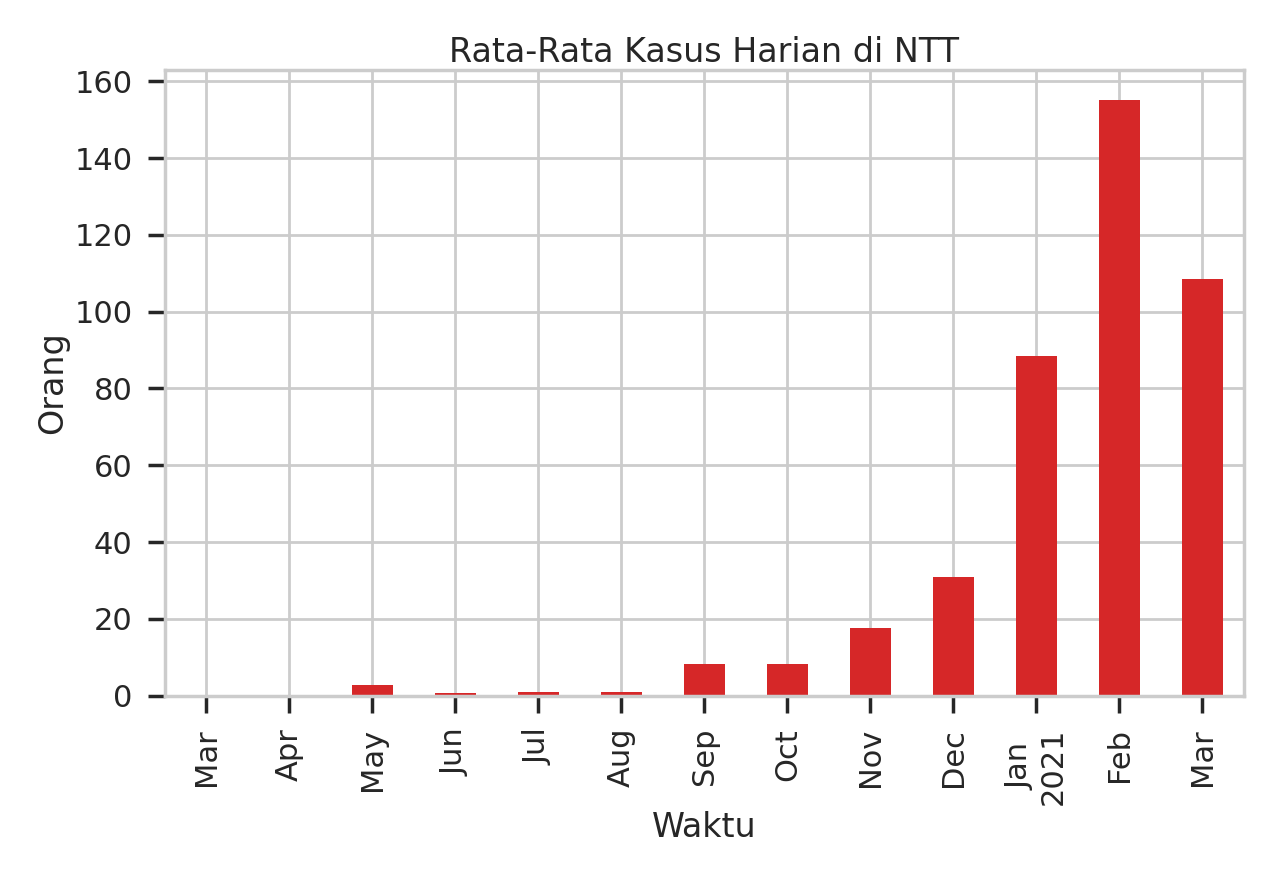 Rata-Rata Kasus Harian di NTT
160
140
120
100
80
60
40
20
0
Orang
Mar
Apr
May
Jun
Jul
Aug
Sep
Oct
Nov
Dec
Jan
2021
Feb
Mar
Waktu